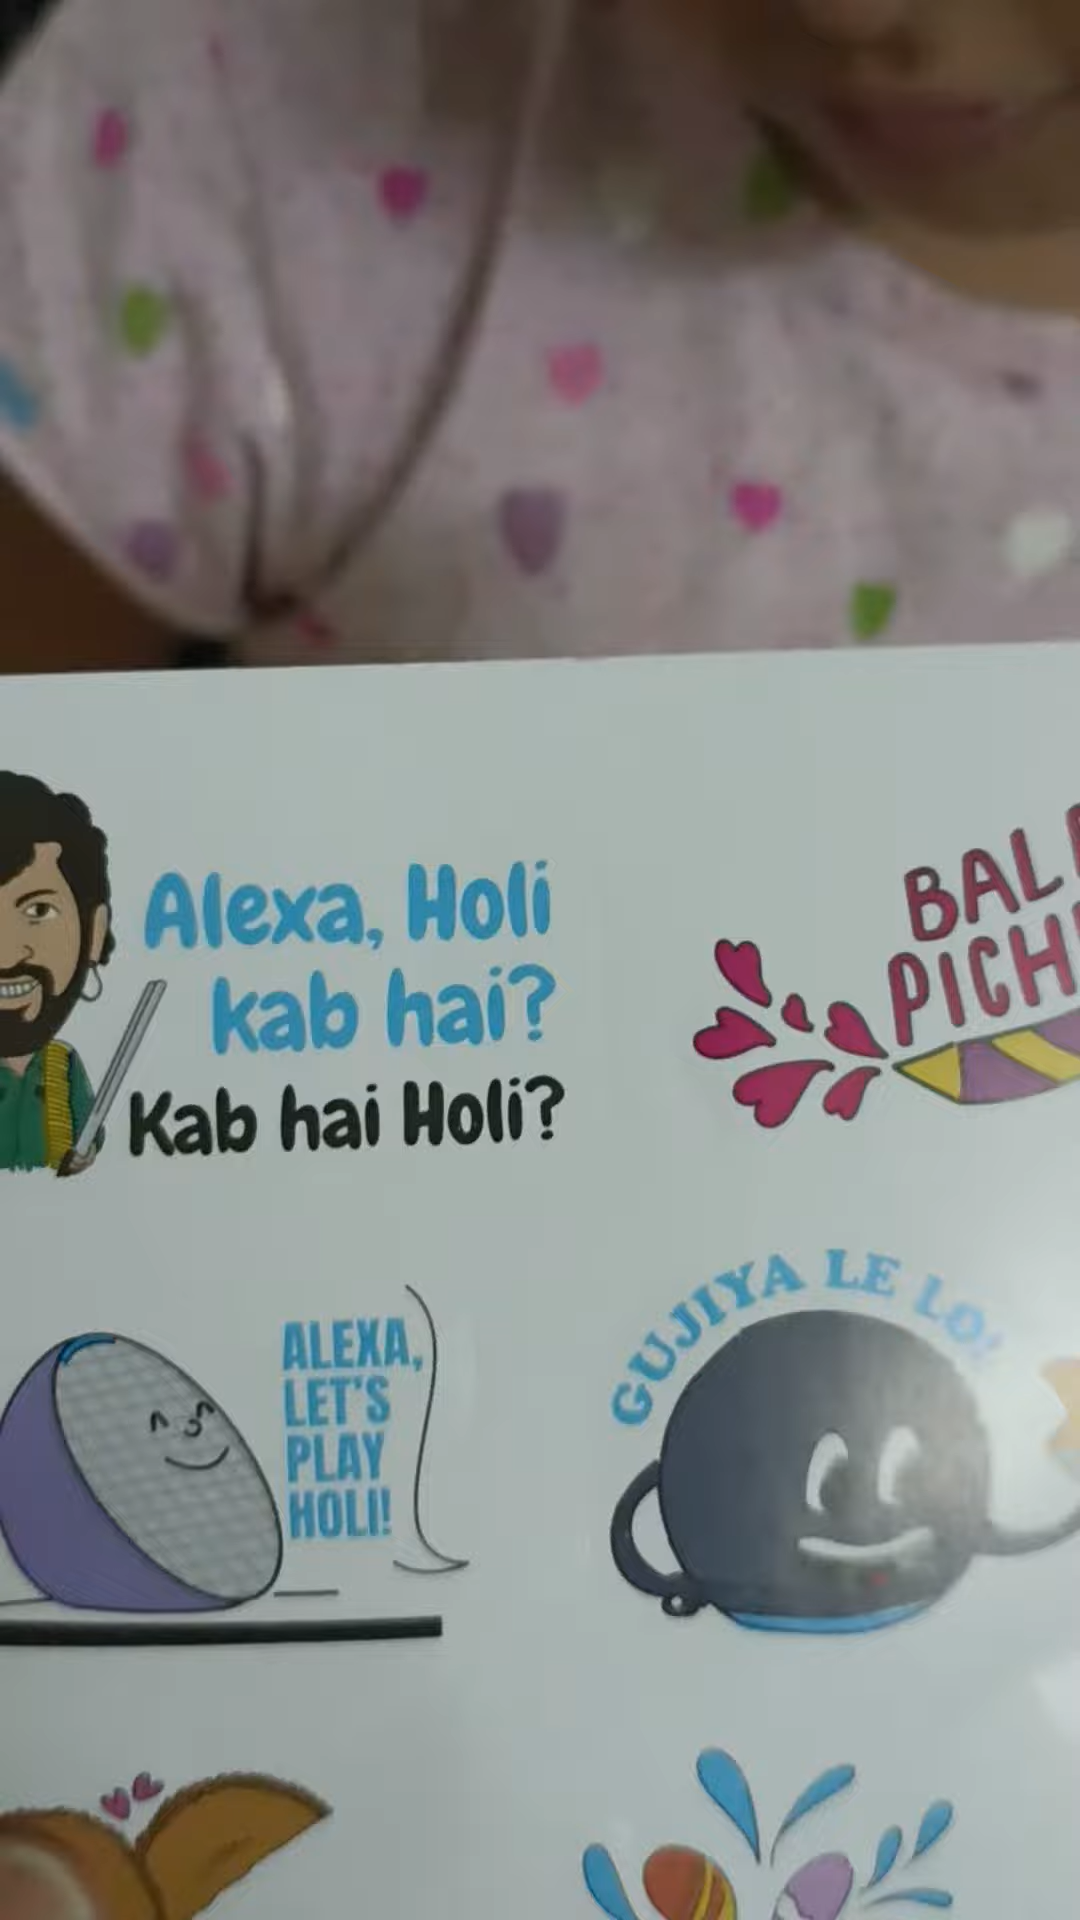 Alexa, Holi
kab hai?
Kab hai Holi?
ALEXA,
LET'S
PLAY
HOLI!
GUJIYA LE LO!